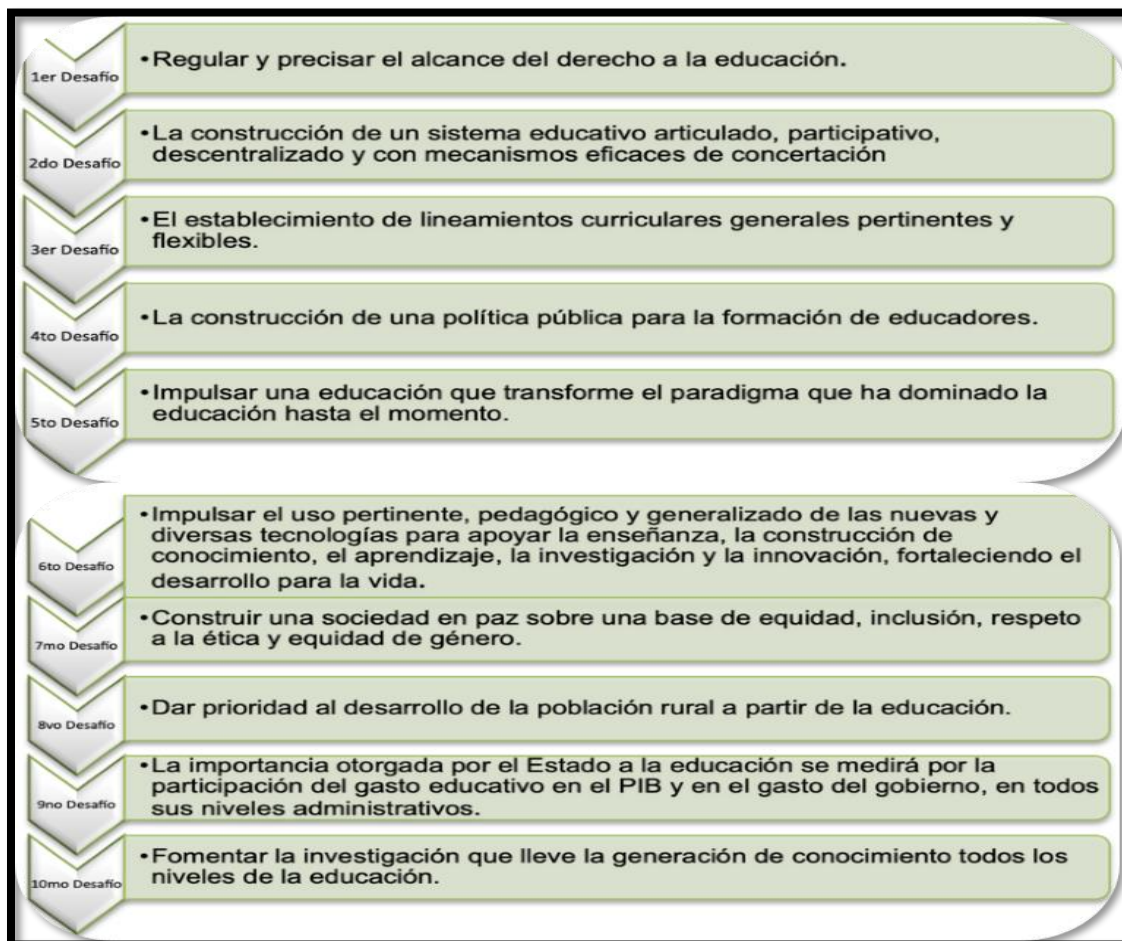 1er Desafío
•Regular y precisar el alcance del derecho a la educación.
2do Desafío
•La construcción de un sistema educativo articulado, participativo,
descentralizado y con mecanismos eficaces de concertación
3er Desafío
•El establecimiento de lineamientos curriculares generales pertinentes y
flexibles.
4to Desafío
•La construcción de una política pública para la formación de educadores.
5to Desafío
•Impulsar una educación que transforme el paradigma que ha dominado la
educación hasta el momento.
6to Desafío
•Impulsar el uso pertinente, pedagógico y generalizado de las nuevas y
diversas tecnologías para apoyar la enseñanza, la construcción de
conocimiento, el aprendizaje, la investigación y la innovación, fortaleciendo el
desarrollo para la vida.
7mo Desafío
•Construir una sociedad en paz sobre una base de equidad, inclusión, respeto
a la ética y equidad de género.
8vo Desafío
•Dar prioridad al desarrollo de la población rural a partir de la educación.
9no Desafío
•La importancia otorgada por el Estado a la educación se medirá por la
participación del gasto educativo en el PIB y en el gasto del gobierno, en todos
sus niveles administrativos.
10mo Desafío
•Fomentar la investigación que lleve la generación de conocimiento todos los
niveles de la educación.